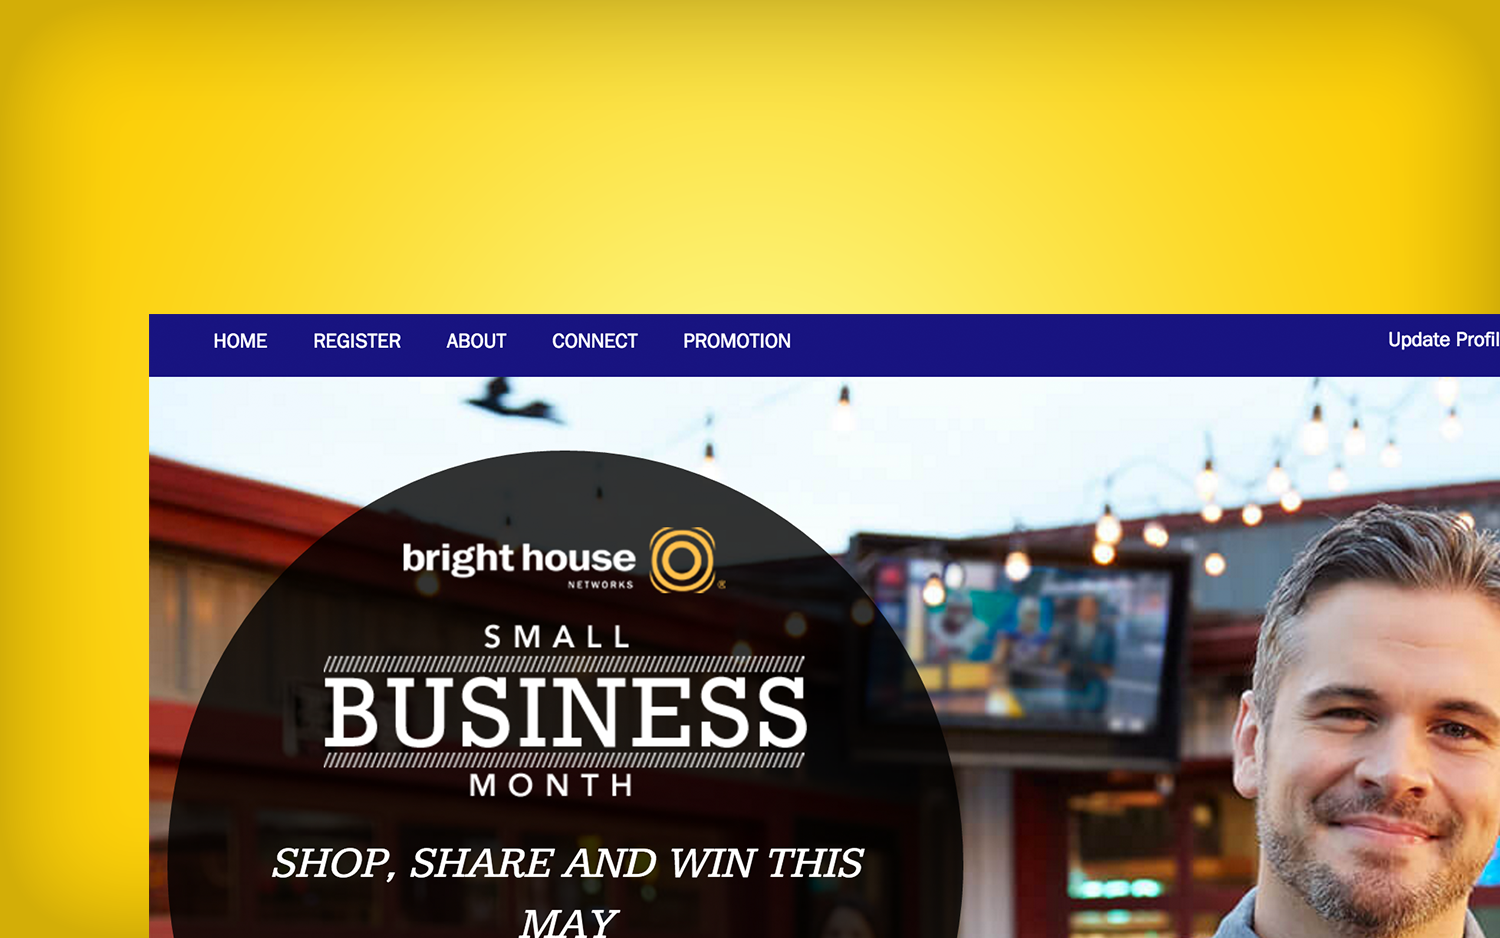 HOME REGISTER ABOUT CONNECT PROMOTION Update Profil
bright house
NETWORKS ®
SMALL
BUSINESS
MONTH
SHOP, SHARE AND WIN THIS
MAY